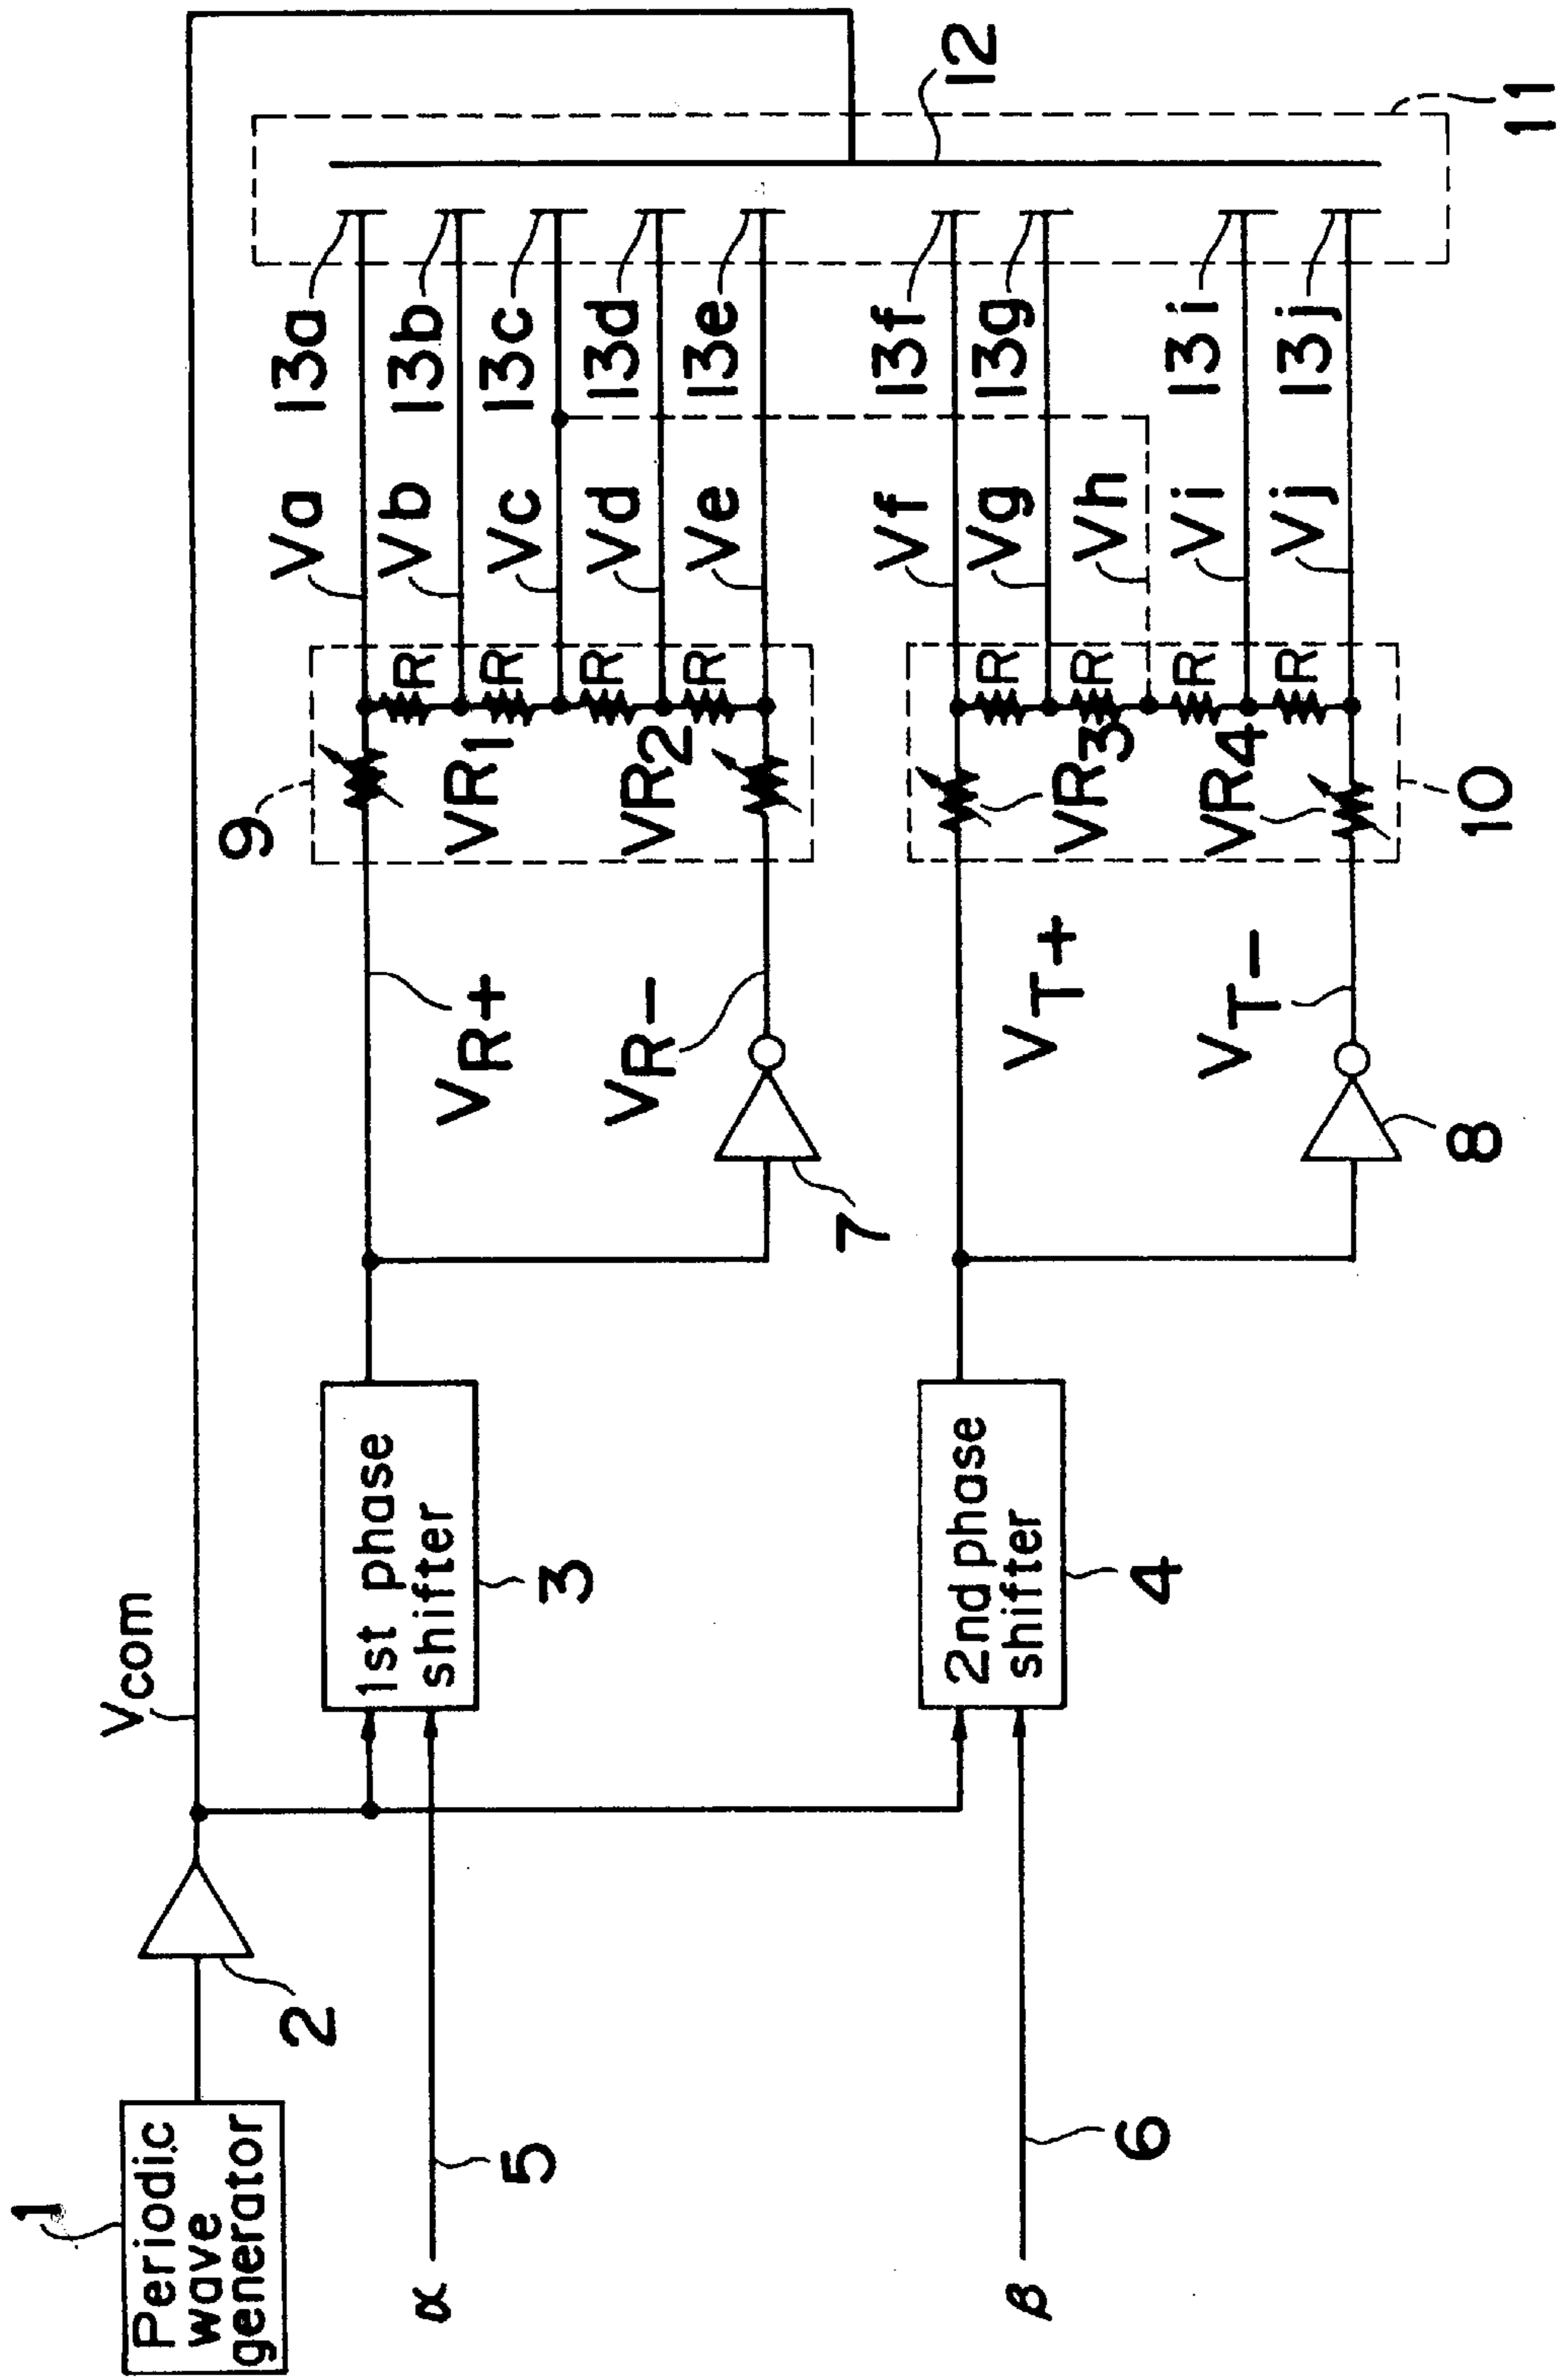 1
Periodic
wave
generator
2
Vcom
α
5
β
6
1st phase
shifter
3
2nd phase
shifter
4
VR+
VR-
7
VT+
VT-
8
9
VR1
VR2
R
R
R
R
VR3
VR4
R
R
R
R
10
Va
Vb
Vc
Vd
Ve
Vf
Vg
Vh
Vi
Vj
13a
13b
13c
13d
13e
13f
13g
13i
13j
12
11